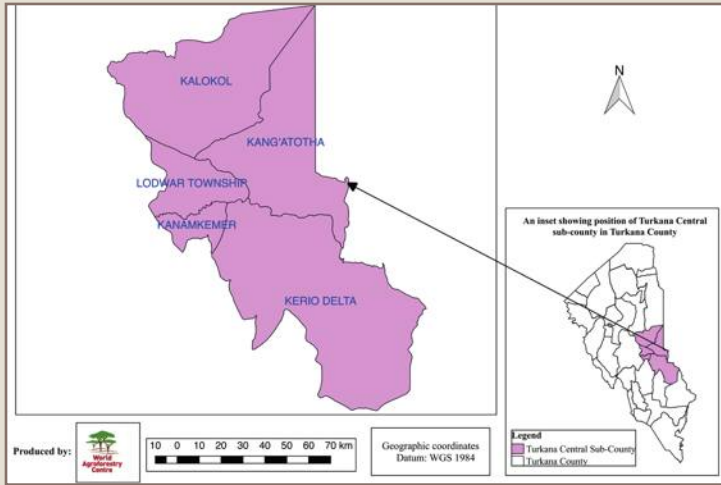 KALOKOL
KANG'ATOTHA
LODWAR TOWNSHIP
KANAMKEMER
KERIO DELTA
N
An inset showing position of Turkana Central
sub-county in Turkana County
Legend
Turkana Central Sub-County
Turkana County
Produced by:
World
Agroforestry
Centre
10 0 10 20 30 40 50 60 70 km
Geographic coordinates
Datum: WGS 1984